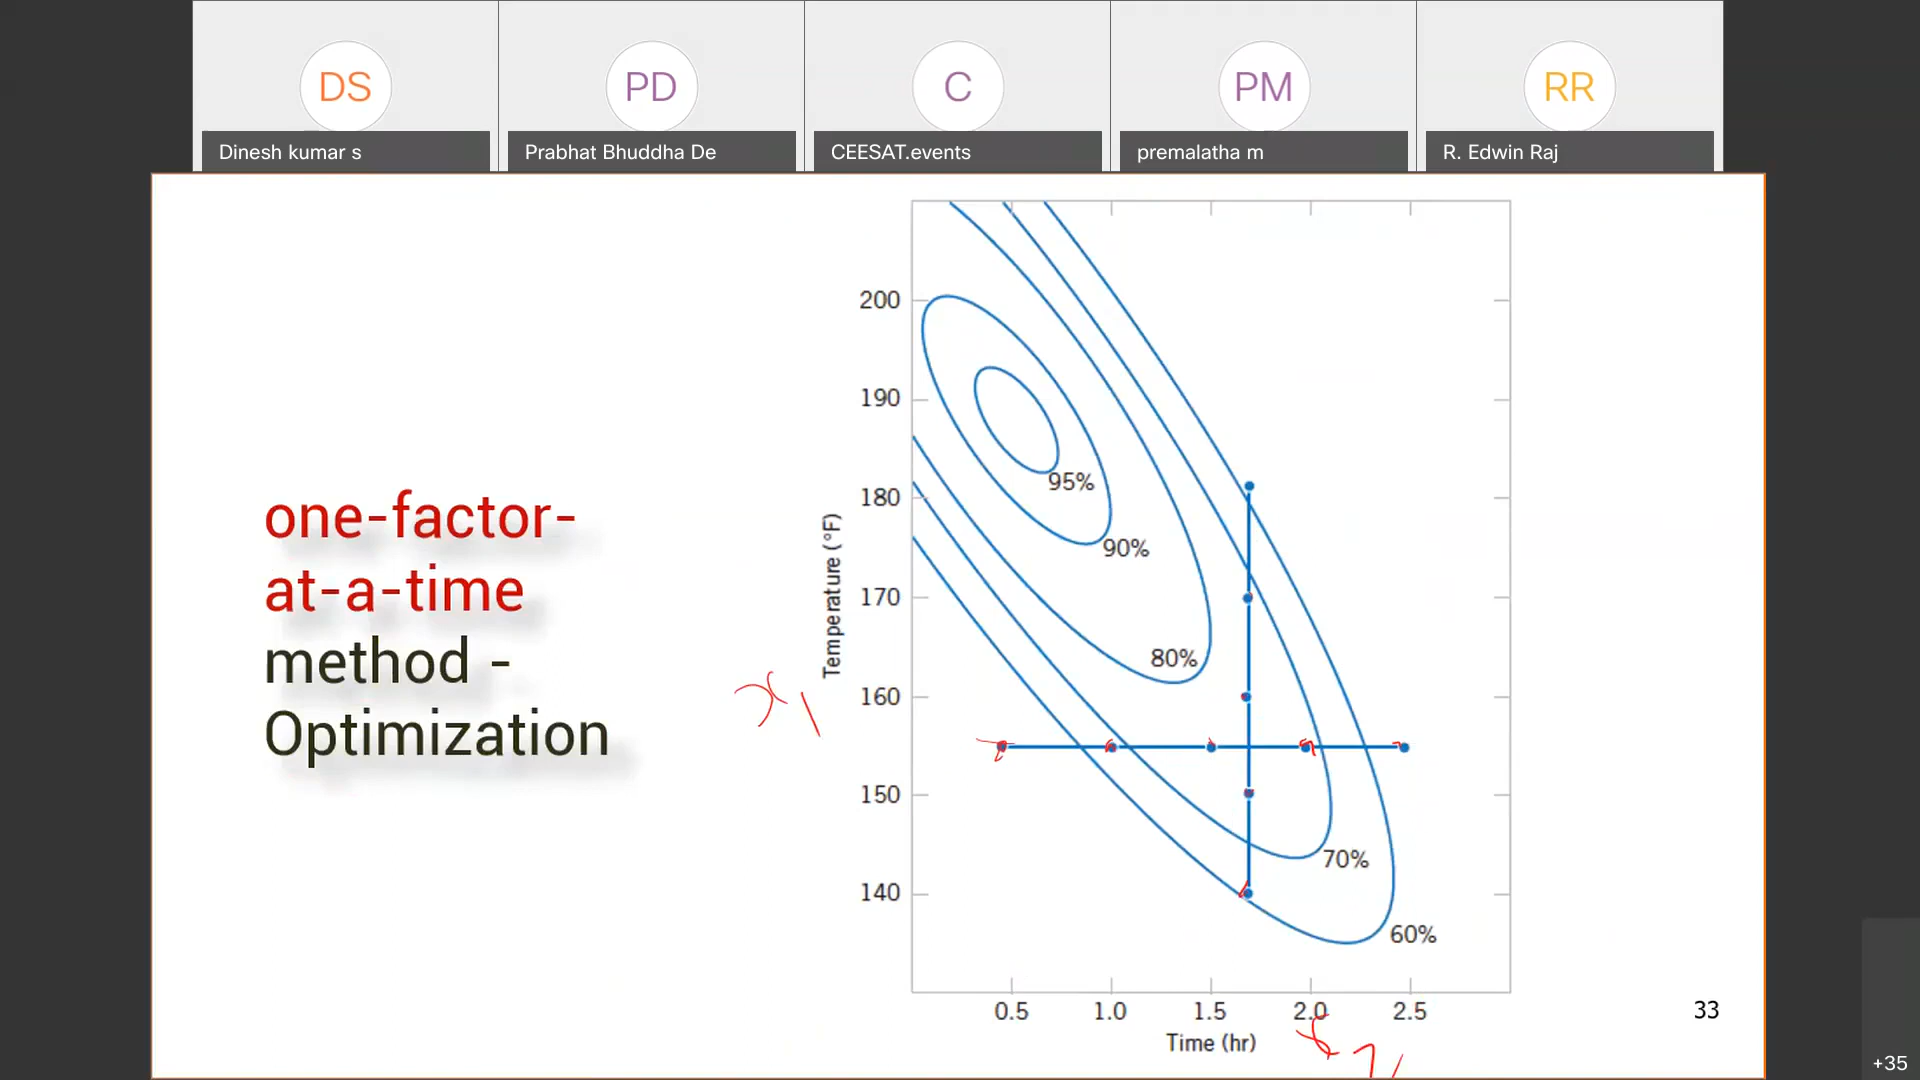 DS
PD
C
PM
RR
Dinesh kumar s
Prabhat Bhuddha De
CEESAT.events
premalatha m
R. Edwin Raj
one-factor-
at-a-time
method -
Optimization
Temperature (°F)
200
190
180
170
160
150
140
95%
90%
80%
70%
60%
0.5 1.0 1.5 2.0 2.5
Time (hr)
x1
33
+35